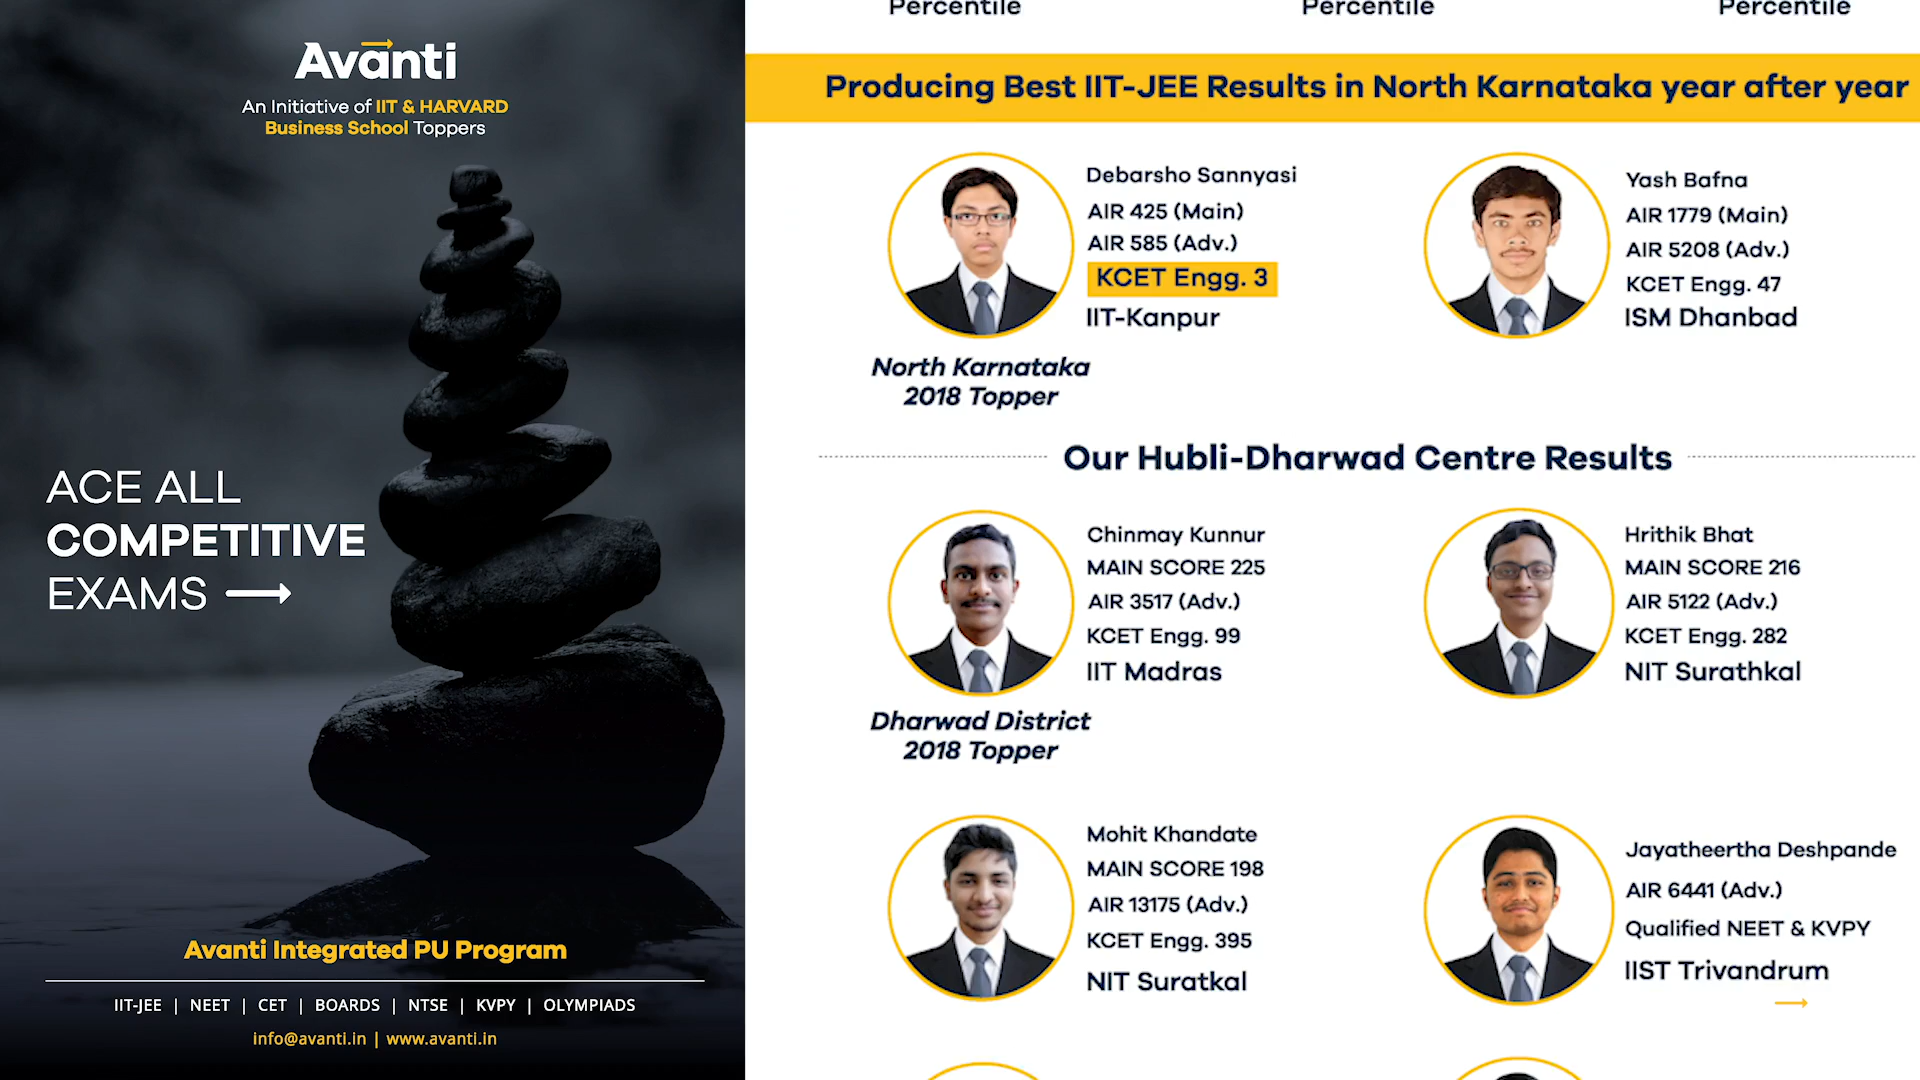 Avanti
An Initiative of IIT & HARVARD
Business School Toppers
ACE ALL
COMPETITIVE
EXAMS
Avanti Integrated PU Program
IIT-JEE | NEET | CET | BOARDS | NTSE | KVPY | OLYMPIADS
info@avanti.in | www.avanti.in
Percentile Percentile Percentile
Producing Best IIT-JEE Results in North Karnataka year after year
Debarsho Sannyasi
AIR 425 (Main)
AIR 585 (Adv.)
KCET Engg. 3
IIT-Kanpur
North Karnataka
2018 Topper
Yash Bafna
AIR 1779 (Main)
AIR 5208 (Adv.)
KCET Engg. 47
ISM Dhanbad
Our Hubli-Dharwad Centre Results
Chinmay Kunnur
MAIN SCORE 225
AIR 3517 (Adv.)
KCET Engg. 99
IIT Madras
Dharwad District
2018 Topper
Hrithik Bhat
MAIN SCORE 216
AIR 5122 (Adv.)
KCET Engg. 282
NIT Surathkal
Mohit Khandate
MAIN SCORE 198
AIR 13175 (Adv.)
KCET Engg. 395
NIT Suratkal
Jayatheertha Deshpande
AIR 6441 (Adv.)
Qualified NEET & KVPY
IIST Trivandrum